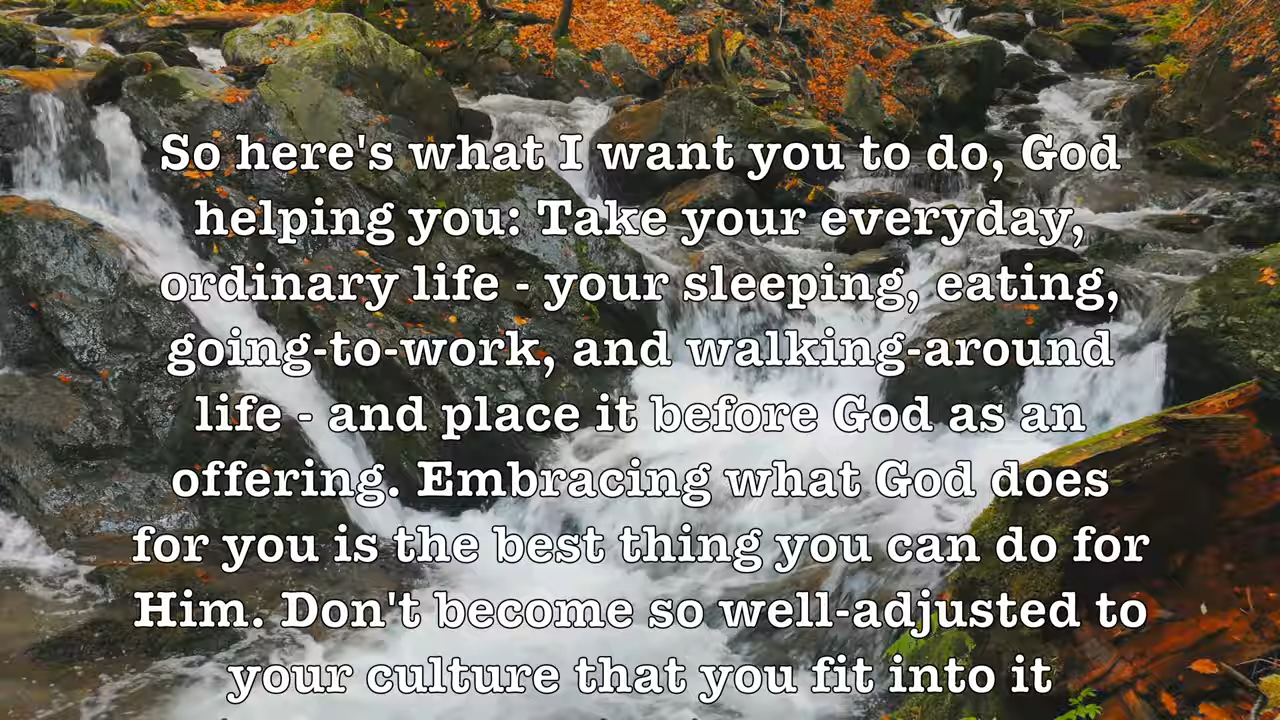 So here's what I want you to do, God
helping you: Take your everyday,
ordinary life - your sleeping, eating,
going-to-work, and walking-around
life - and place it before God as an
offering. Embracing what God does
for you is the best thing you can do for
Him. Don't become so well-adjusted to
your culture that you fit into it